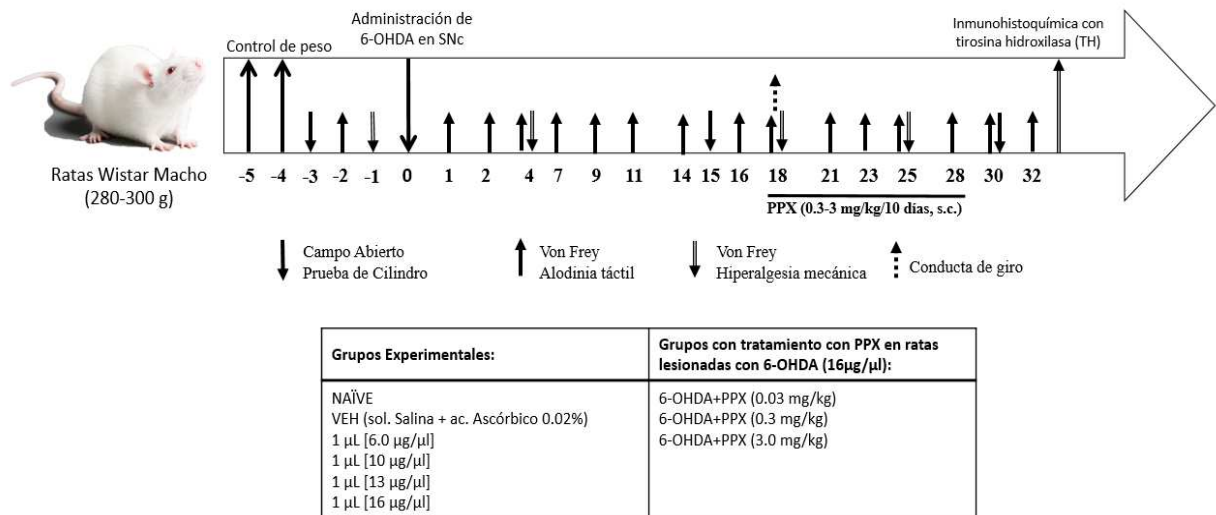 Administración de
6-OHDA en SNc
Inmunohistoquímica con
tirosina hidroxilasa (TH)
Control de peso
Ratas Wistar Macho
(280-300 g)
-5 -4 -3 -2 -1 0 1 2 4 7 9 11 14 15 16 18 21 23 25 28 30 32
PPX (0.3-3 mg/kg/10 días, s.c.)
Campo Abierto
Prueba de Cilindro
Von Frey
Alodinia táctil
Von Frey
Hiperalgesia mecánica
Conducta de giro
Grupos Experimentales:
Grupos con tratamiento con PPX en ratas
lesionadas con 6-OHDA (16µg/µl):
NAÏVE
VEH (sol. Salina + ac. Ascórbico 0.02%)
1 µL [6.0 µg/µl]
1 µL [10 µg/µl]
1 µL [13 µg/µl]
1 µL [16 µg/µl]
6-OHDA+PPX (0.03 mg/kg)
6-OHDA+PPX (0.3 mg/kg)
6-OHDA+PPX (3.0 mg/kg)